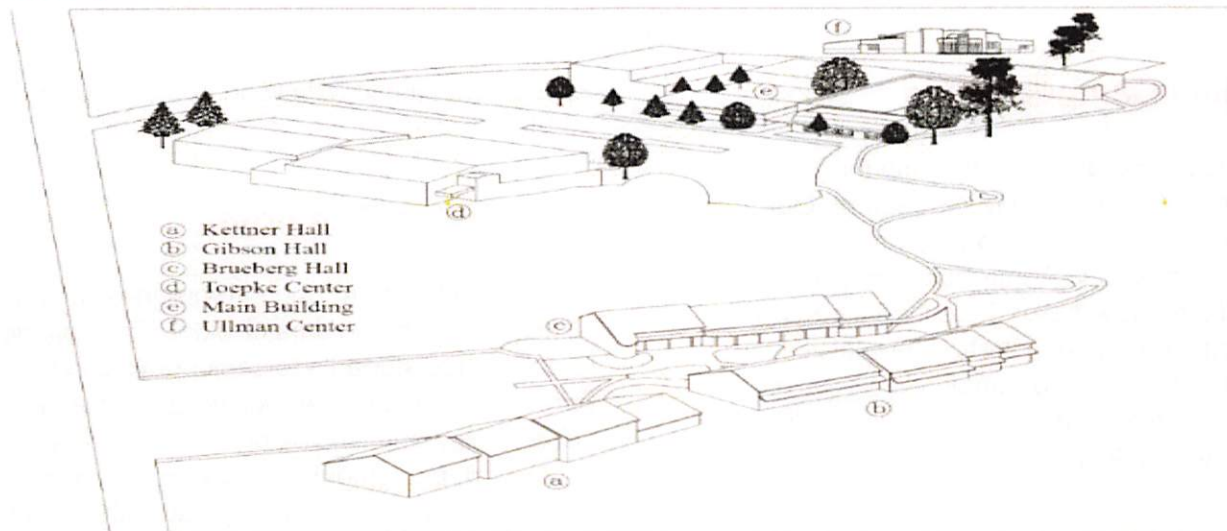 f
e
d
ⓐ Kettner Hall
ⓑ Gibson Hall
ⓒ Brueberg Hall
ⓓ Toepke Center
ⓔ Main Building
ⓕ Ullman Center
c
b
a